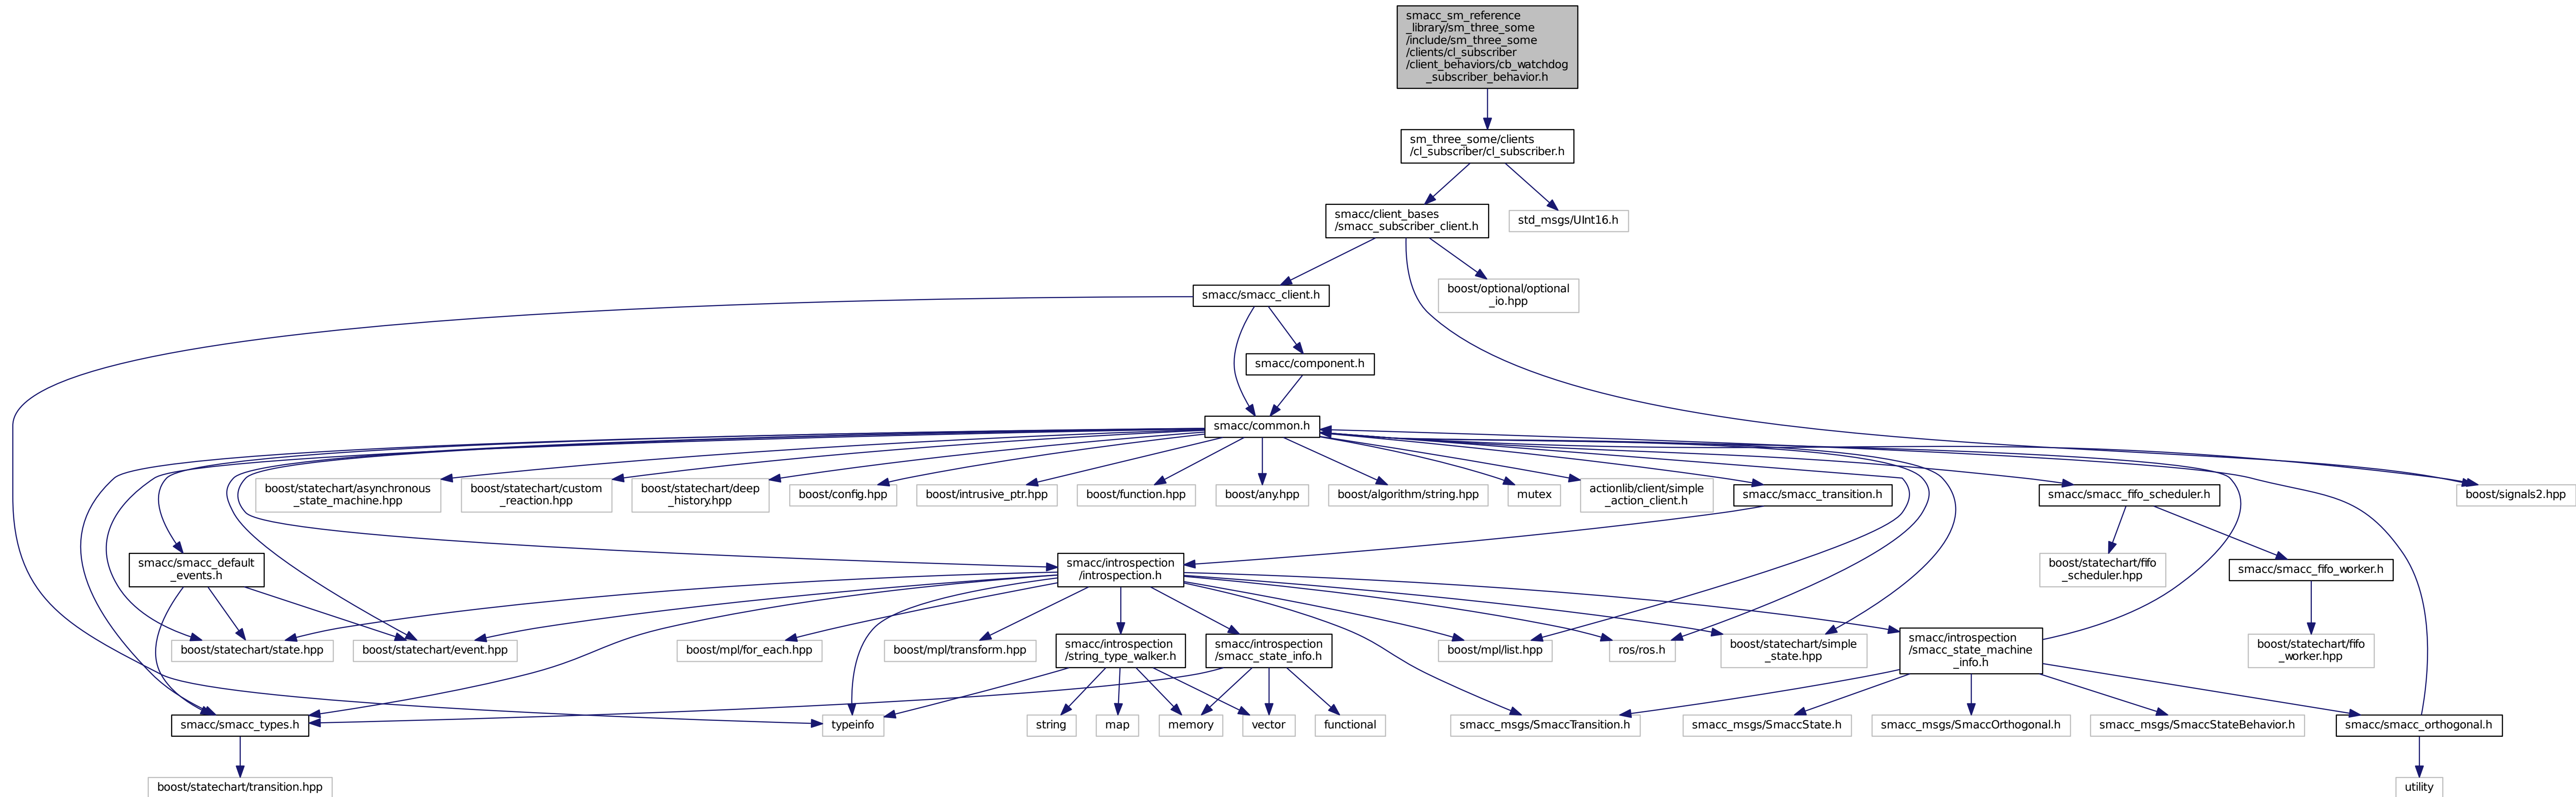 smacc_sm_reference
_library/sm_three_some
/include/sm_three_some
/clients/cl_subscriber
/client_behaviors/cb_watchdog
_subscriber_behavior.h
sm_three_some/clients
/cl_subscriber/cl_subscriber.h
smacc/client_bases
/smacc_subscriber_client.h
std_msgs/UInt16.h
smacc/smacc_client.h
boost/optional/optional
_io.hpp
smacc/component.h
smacc/common.h
boost/statechart/asynchronous
_state_machine.hpp
boost/statechart/custom
_reaction.hpp
boost/statechart/deep
_history.hpp
boost/config.hpp
boost/intrusive_ptr.hpp
boost/function.hpp
boost/any.hpp
boost/algorithm/string.hpp
mutex
actionlib/client/simple
_action_client.h
smacc/smacc_transition.h
smacc/smacc_fifo_scheduler.h
boost/signals2.hpp
smacc/smacc_default
_events.h
smacc/introspection
/introspection.h
boost/statechart/fifo
_scheduler.hpp
smacc/smacc_fifo_worker.h
boost/statechart/state.hpp
boost/statechart/event.hpp
boost/mpl/for_each.hpp
boost/mpl/transform.hpp
smacc/introspection
/string_type_walker.h
smacc/introspection
/smacc_state_info.h
boost/mpl/list.hpp
ros/ros.h
boost/statechart/simple
_state.hpp
smacc/introspection
/smacc_state_machine
_info.h
boost/statechart/fifo
_worker.hpp
smacc/smacc_types.h
typeinfo
string
map
memory
vector
functional
smacc_msgs/SmaccTransition.h
smacc_msgs/SmaccState.h
smacc_msgs/SmaccOrthogonal.h
smacc_msgs/SmaccStateBehavior.h
smacc/smacc_orthogonal.h
boost/statechart/transition.hpp
utility